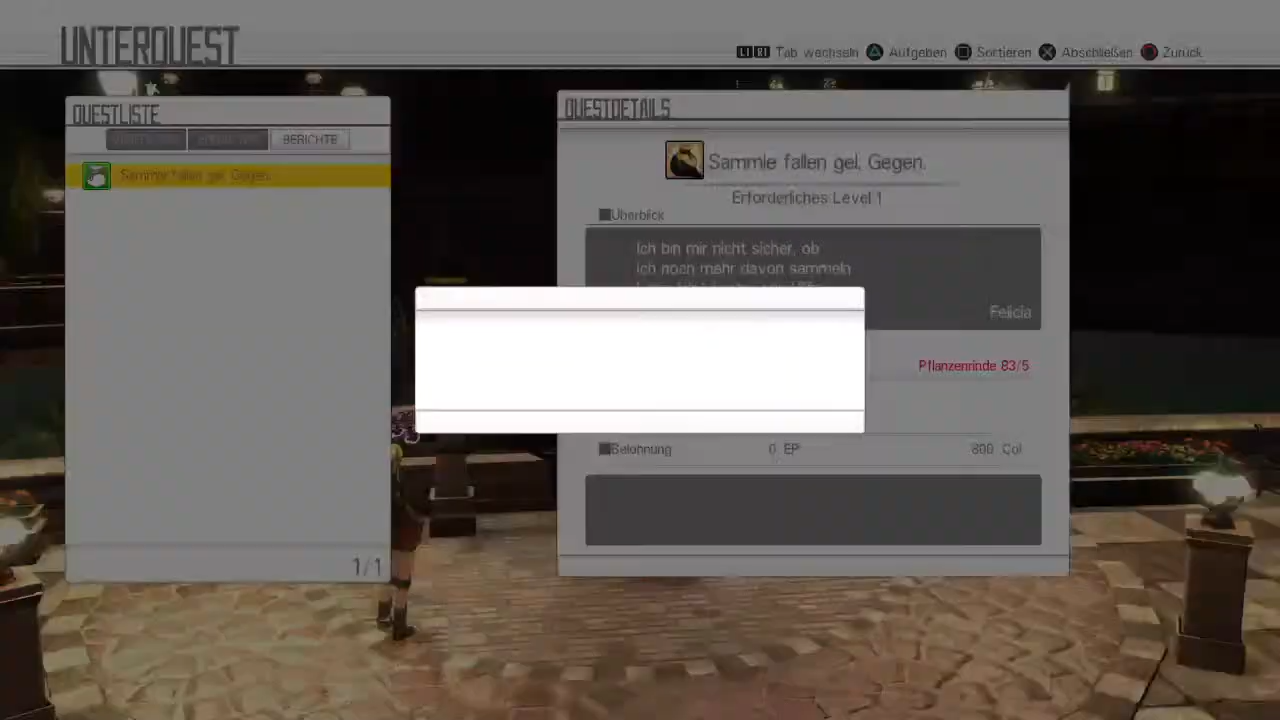 UNTERQUEST
L1 R1 Tab wechseln Aufgeben Sortieren Abschließen Zurück
QUESTLISTE
BERICHTE
Sammle fallen gel. Gegen.
1/1
QUESTDETAILS
Sammle fallen gel. Gegen.
Erforderliches Level 1
Überblick
Ich bin mir nicht sicher, ob
ich noch mehr davon sammeln
Felicia
Pflanzenrinde 83/5
Belohnung 0 EP 800 Col